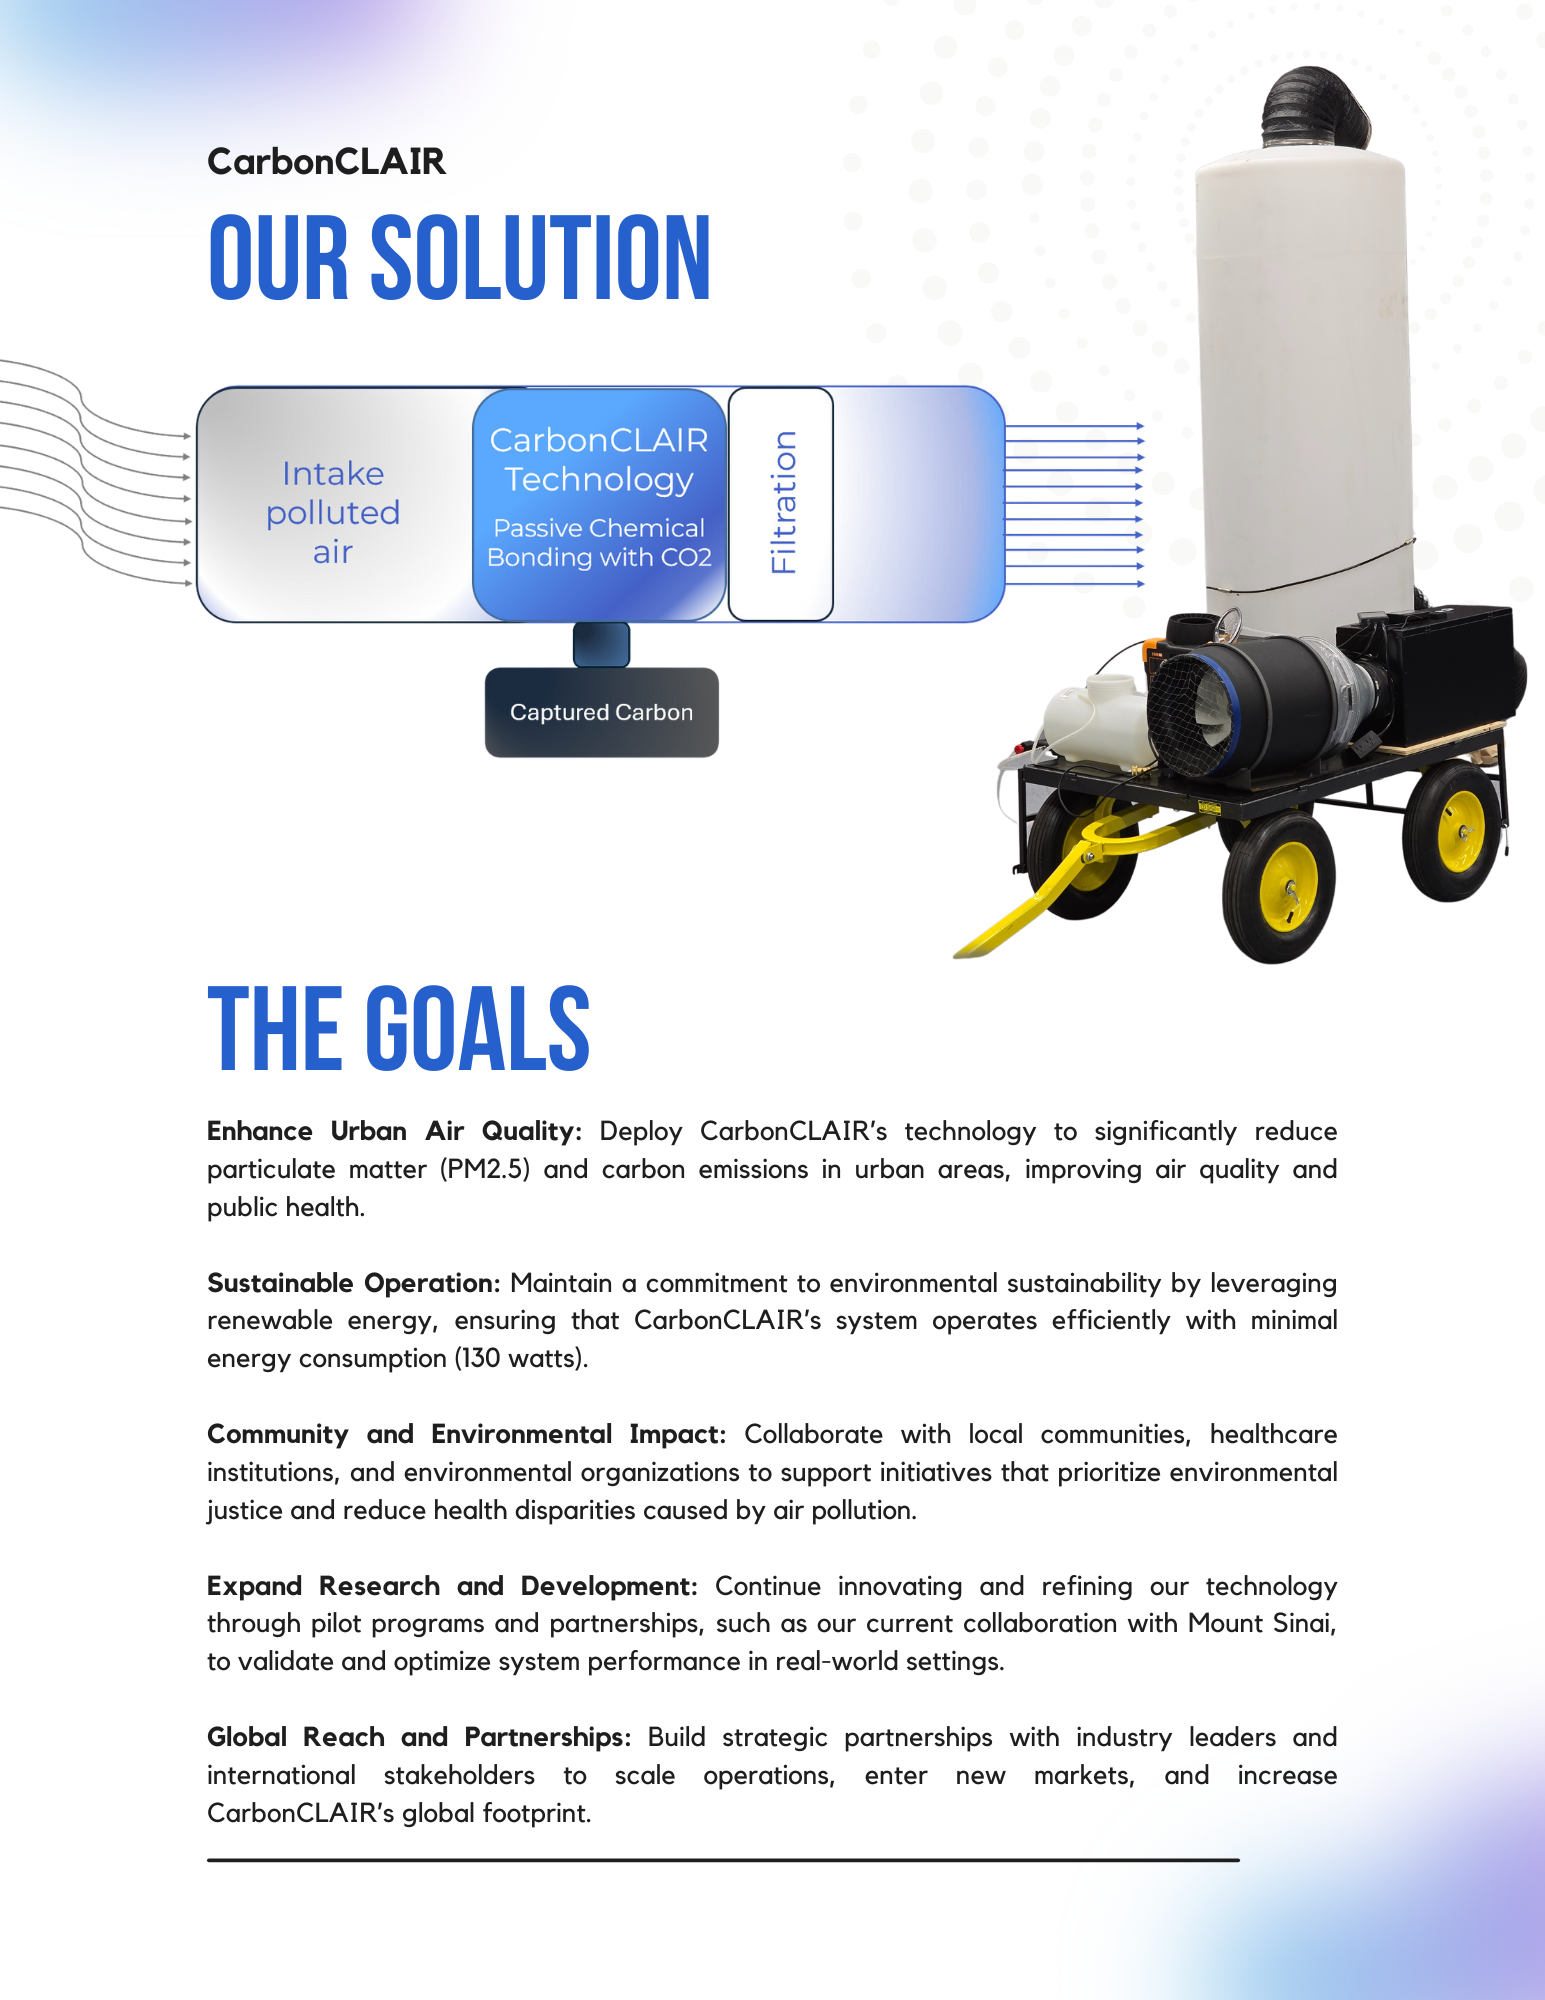 CarbonCLAIR
OUR SOLUTION
Intake
polluted
air
CarbonCLAIR
Technology
Passive Chemical
Bonding with CO2
Filtration
Captured Carbon
THE GOALS
Enhance Urban Air Quality: Deploy CarbonCLAIR's technology to significantly reduce
particulate matter (PM2.5) and carbon emissions in urban areas, improving air quality and
public health.
Sustainable Operation: Maintain a commitment to environmental sustainability by leveraging
renewable energy, ensuring that CarbonCLAIR's system operates efficiently with minimal
energy consumption (130 watts).
Community and Environmental Impact: Collaborate with local communities, healthcare
institutions, and environmental organizations to support initiatives that prioritize environmental
justice and reduce health disparities caused by air pollution.
Expand Research and Development: Continue innovating and refining our technology
through pilot programs and partnerships, such as our current collaboration with Mount Sinai,
to validate and optimize system performance in real-world settings.
Global Reach and Partnerships: Build strategic partnerships with industry leaders and
international stakeholders to scale operations, enter new markets, and increase
CarbonCLAIR's global footprint.